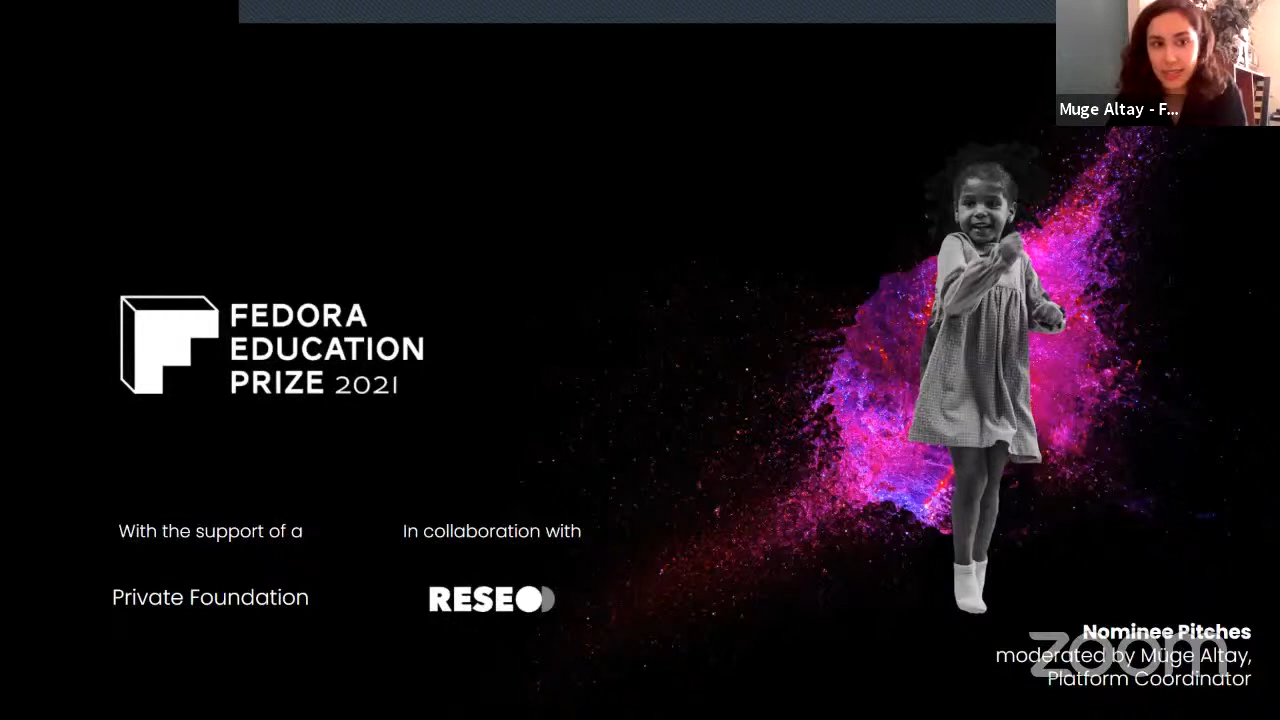 Muge Altay - F...
FEDORA
EDUCATION
PRIZE 2021
With the support of a
In collaboration with
Private Foundation
RESEO
Nominee Pitches
moderated by Müge Altay,
Platform Coordinator
zoom